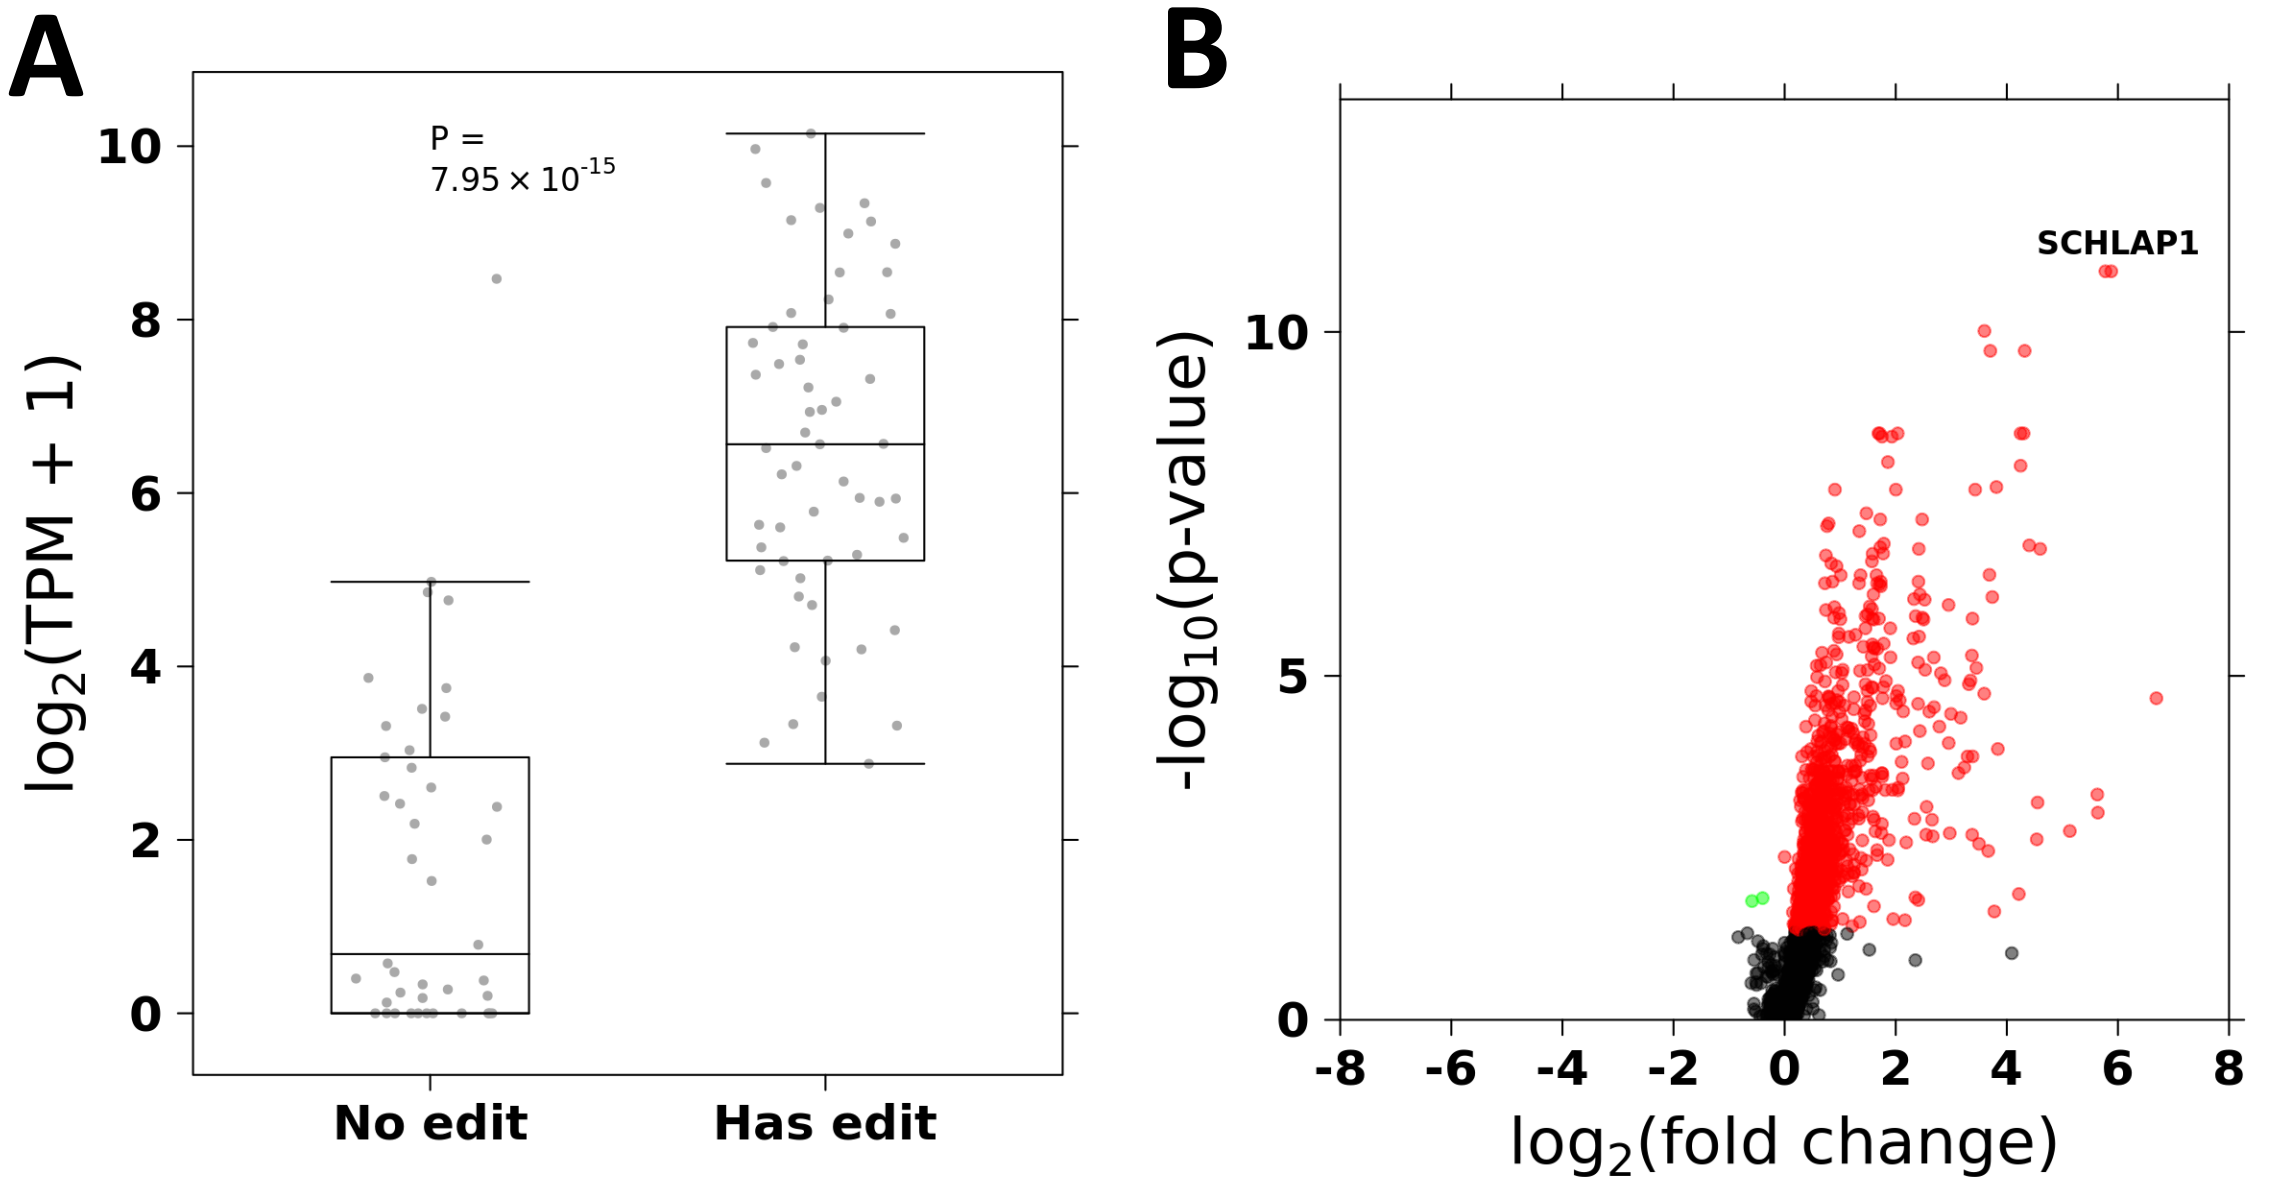 A
P =
7.95 × 10⁻¹⁵
log₂(TPM + 1)
10
8
6
4
2
0
No edit Has edit
B
SCHLAP1
-log₁₀(p-value)
10
5
0
-8 -6 -4 -2 0 2 4 6 8
log₂(fold change)